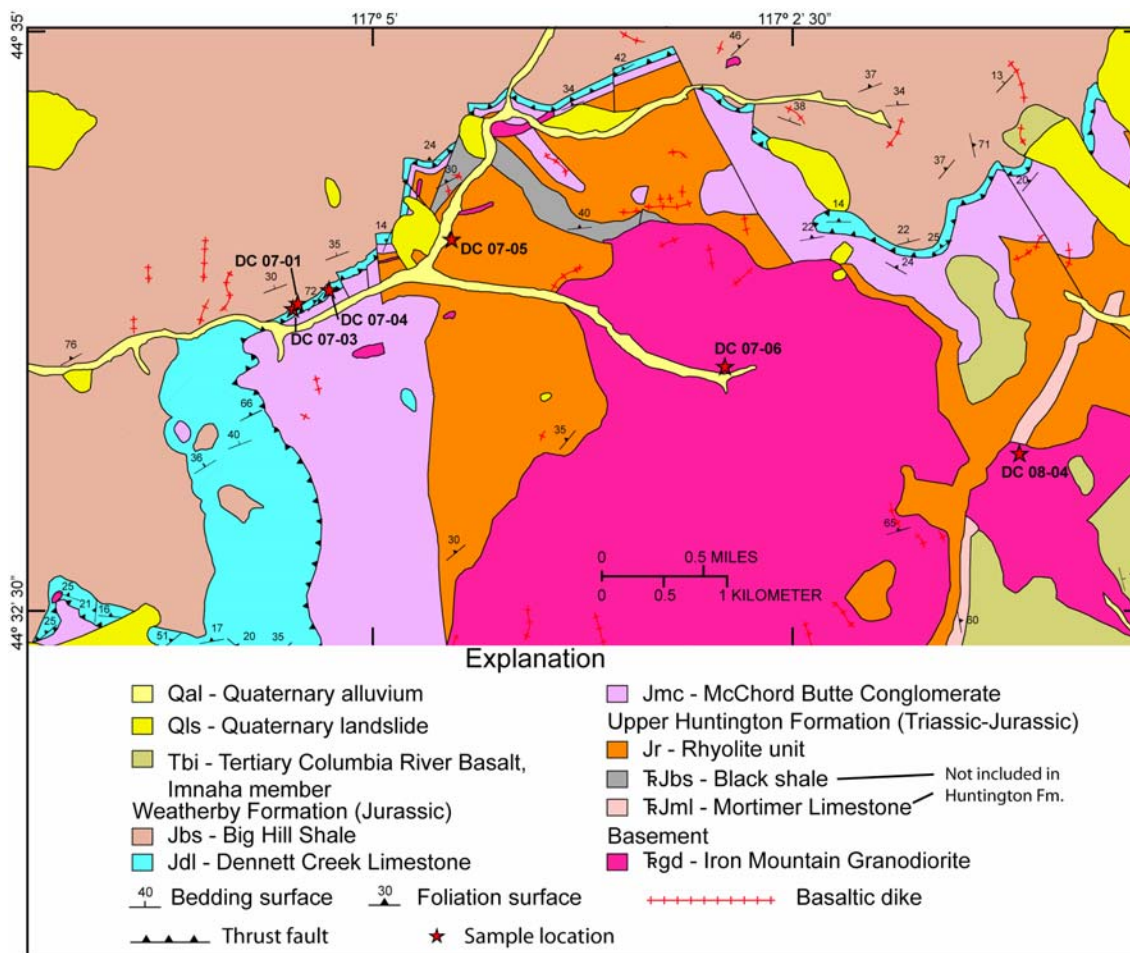 117º 5'
117º 2' 30"
44º 35'
46
42
34
37
34
13
38
71
24
30
37
20
40
14
22
22
25
24
14
35
DC 07-05
DC 07-01
30
72
DC 07-04
DC 07-03
76
DC 07-06
66
40
36
35
DC 08-04
65
30
0 0.5 MILES
0 0.5 1 KILOMETER
44º 32' 30"
25
21
16
25
51
17
20
35
60
Explanation
Qal - Quaternary alluvium
Qls - Quaternary landslide
Tbi - Tertiary Columbia River Basalt,
Imnaha member
Weatherby Formation (Jurassic)
Jbs - Big Hill Shale
Jdl - Dennett Creek Limestone
Jmc - McChord Butte Conglomerate
Upper Huntington Formation (Triassic-Jurassic)
Jr - Rhyolite unit
TRJbs - Black shale
TRJml - Mortimer Limestone
Not included in
Huntington Fm.
Basement
TRgd - Iron Mountain Granodiorite
40 Bedding surface
30 Foliation surface
Basaltic dike
Thrust fault
Sample location